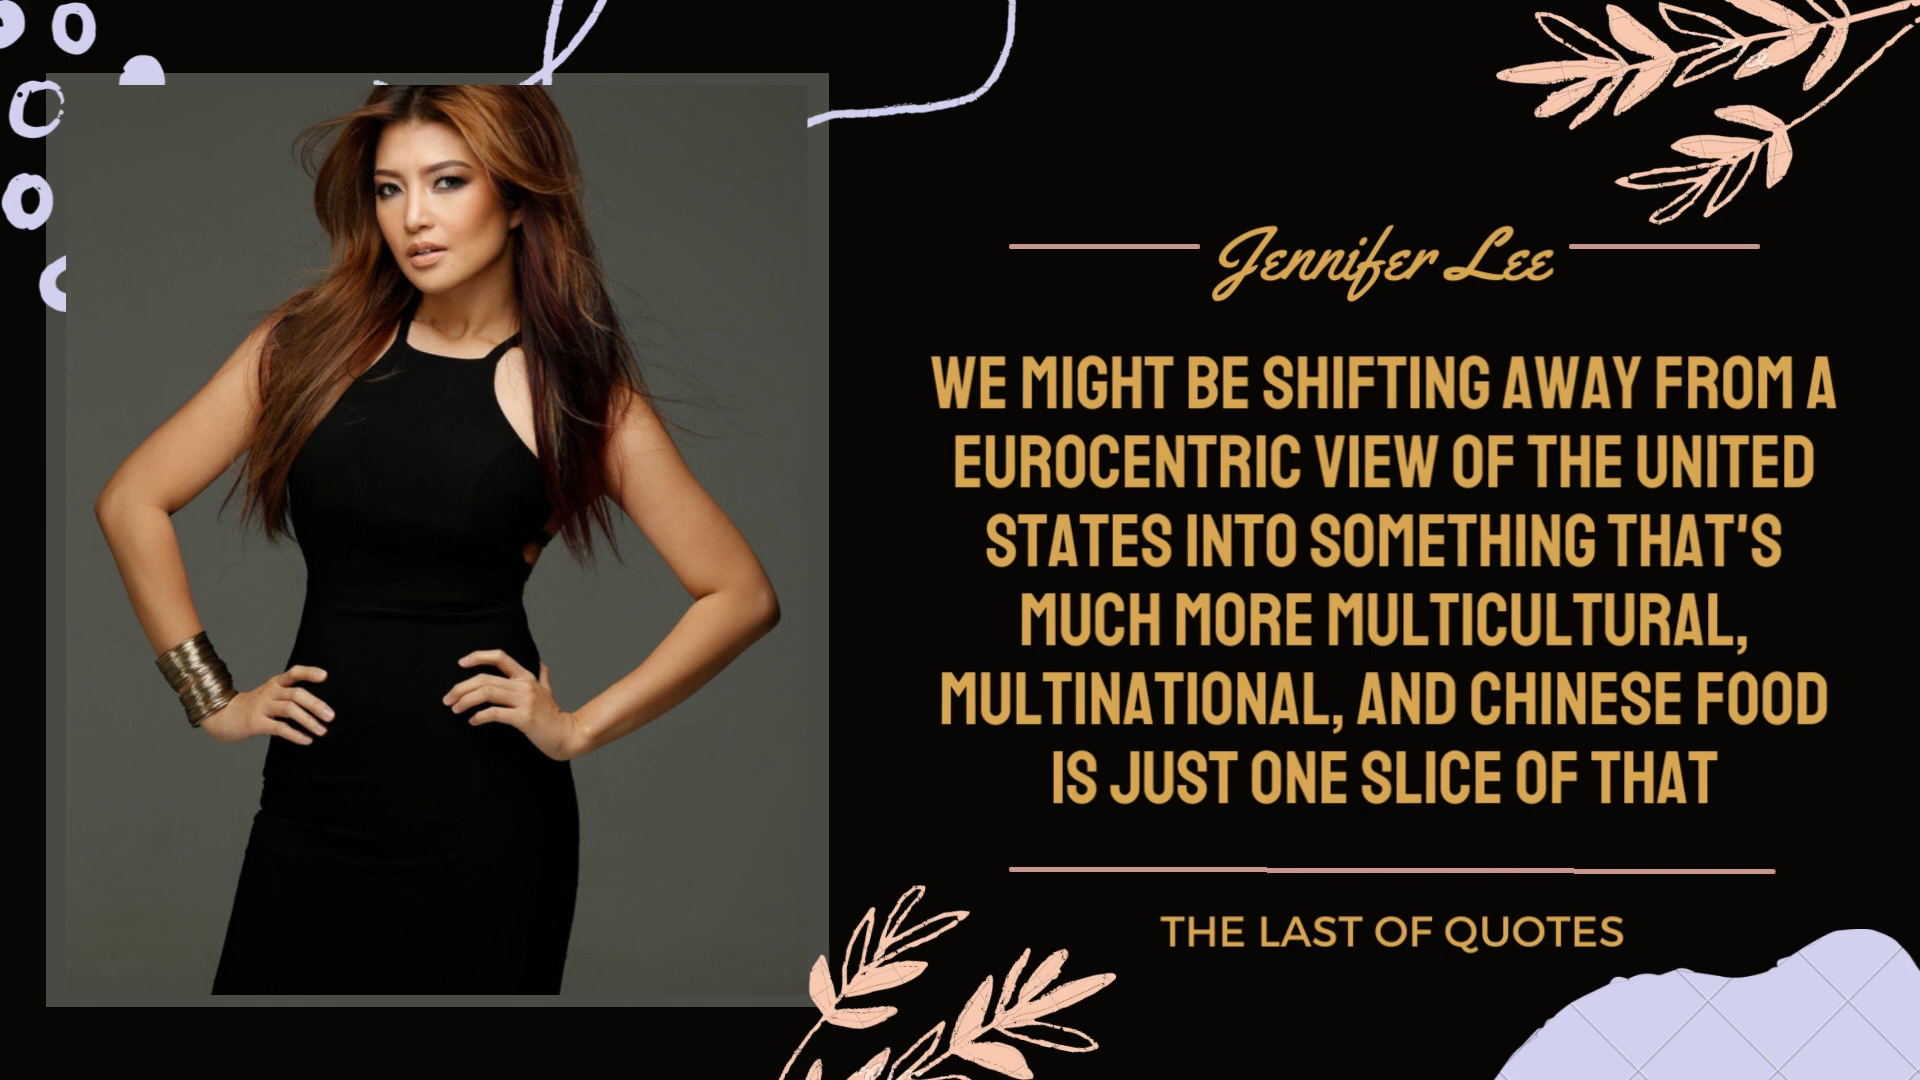 Jennifer Lee
WE MIGHT BE SHIFTING AWAY FROM A
EUROCENTRIC VIEW OF THE UNITED
STATES INTO SOMETHING THAT'S
MUCH MORE MULTICULTURAL,
MULTINATIONAL, AND CHINESE FOOD
IS JUST ONE SLICE OF THAT
THE LAST OF QUOTES